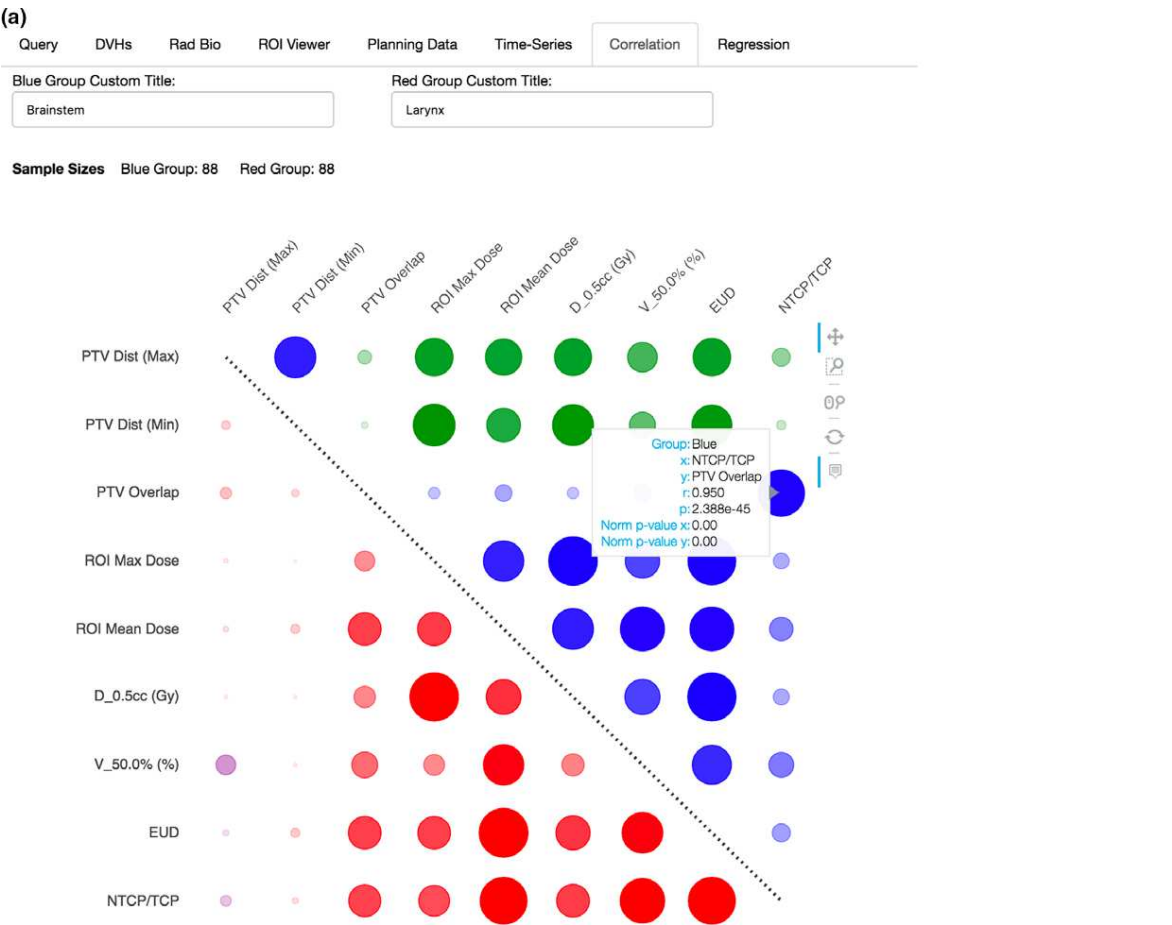 (a)
Query DVHs Rad Bio ROI Viewer Planning Data Time-Series Correlation Regression
Blue Group Custom Title: Red Group Custom Title:
Brainstem Larynx
Sample Sizes Blue Group: 88 Red Group: 88
PTV Dist (Max) PTV Dist (Min) PTV Overlap ROI Max Dose ROI Mean Dose D_0.5cc (Gy) V_50.0% (%) EUD NTCP/TCP
PTV Dist (Max)
PTV Dist (Min)
Group: Blue
x: NTCP/TCP
y: PTV Overlap
PTV Overlap
r: 0.950
p: 2.388e-45
Norm p-value x: 0.00
Norm p-value y: 0.00
ROI Max Dose
ROI Mean Dose
D_0.5cc (Gy)
V_50.0% (%)
EUD
NTCP/TCP